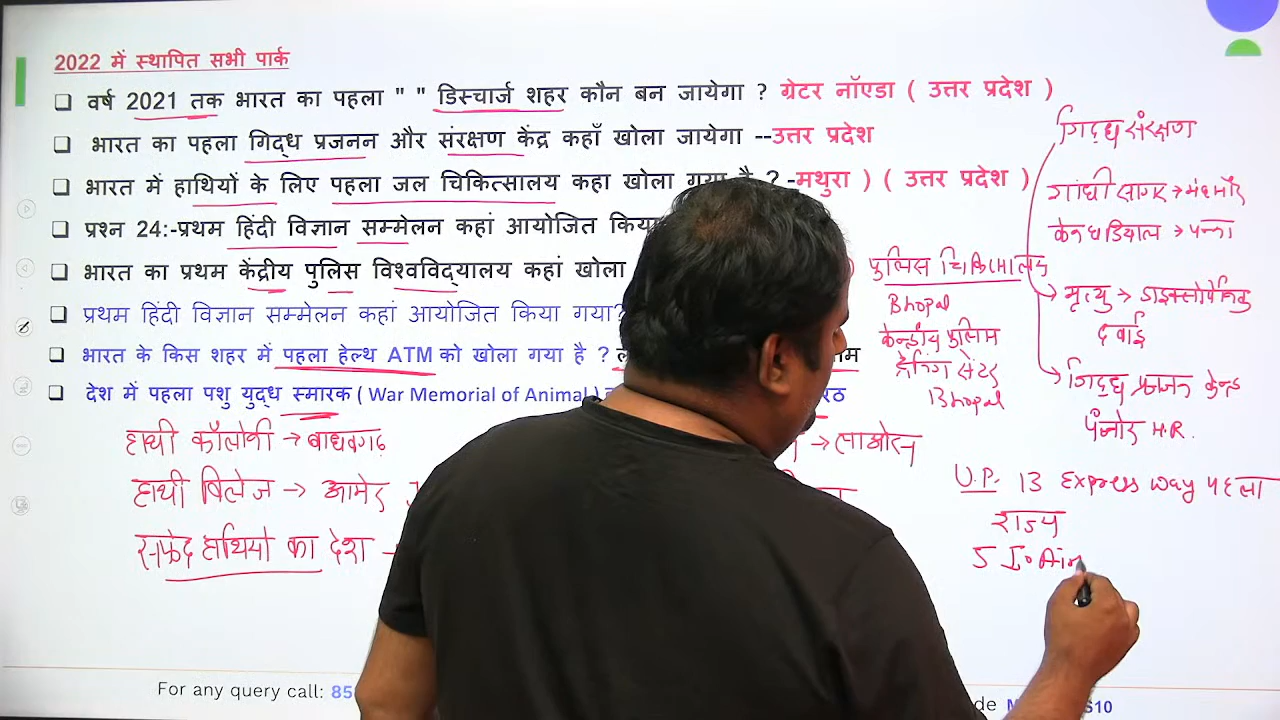 2022 में स्थापित सभी पार्क
❑ वर्ष 2021 तक भारत का पहला " " डिस्चार्ज शहर कौन बन जायेगा ? ग्रेटर नॉएडा ( उत्तर प्रदेश )
❑ भारत का पहला गिद्ध प्रजनन और संरक्षण केंद्र कहाँ खोला जायेगा --उत्तर प्रदेश
❑ भारत में हाथियों के लिए पहला जल चिकित्सालय कहा खोला गया है ? -मथुरा ) ( उत्तर प्रदेश )
❑ प्रश्न 24:-प्रथम हिंदी विज्ञान सम्मेलन कहां आयोजित किया
❑ भारत का प्रथम केंद्रीय पुलिस विश्वविद्यालय कहां खोला
❑ प्रथम हिंदी विज्ञान सम्मेलन कहां आयोजित किया गया?
❑ भारत के किस शहर में पहला हेल्थ ATM को खोला गया है ?
❑ देश में पहला पशु युद्ध स्मारक ( War Memorial of Animal )
हाथी कॉलोनी → बाधवगढ़
हाथी विलेज → आमेर
सफेद हाथियो का देश →
गिद्ध संरक्षण
गांधी सागर → मंदसौर
केन घडियाल → पन्ना
मृत्यु →
दवाई
गिद्ध प्रजनन केन्द्र
H.R.
पुलिस चिकित्सालय
Bhopal
केन्द्रीय पुलिस
ट्रेनिंग सेंटर
Bhopal
U.P. 13 Express way पहला
राज्य
5
For any query call: 85
S10